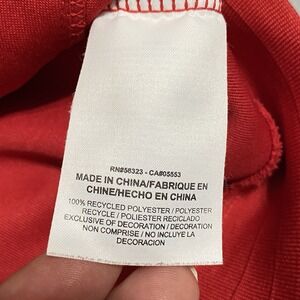 RN#56323 - CA#05553
MADE IN CHINA/FABRIQUE EN
CHINE/HECHO EN CHINA
100% RECYCLED POLYESTER / POLYESTER
RECYCLE / POLIESTER RECICLADO
EXCLUSIVE OF DECORATION / DECORATION
NON COMPRISE / NO INCLUYE LA
DECORACION